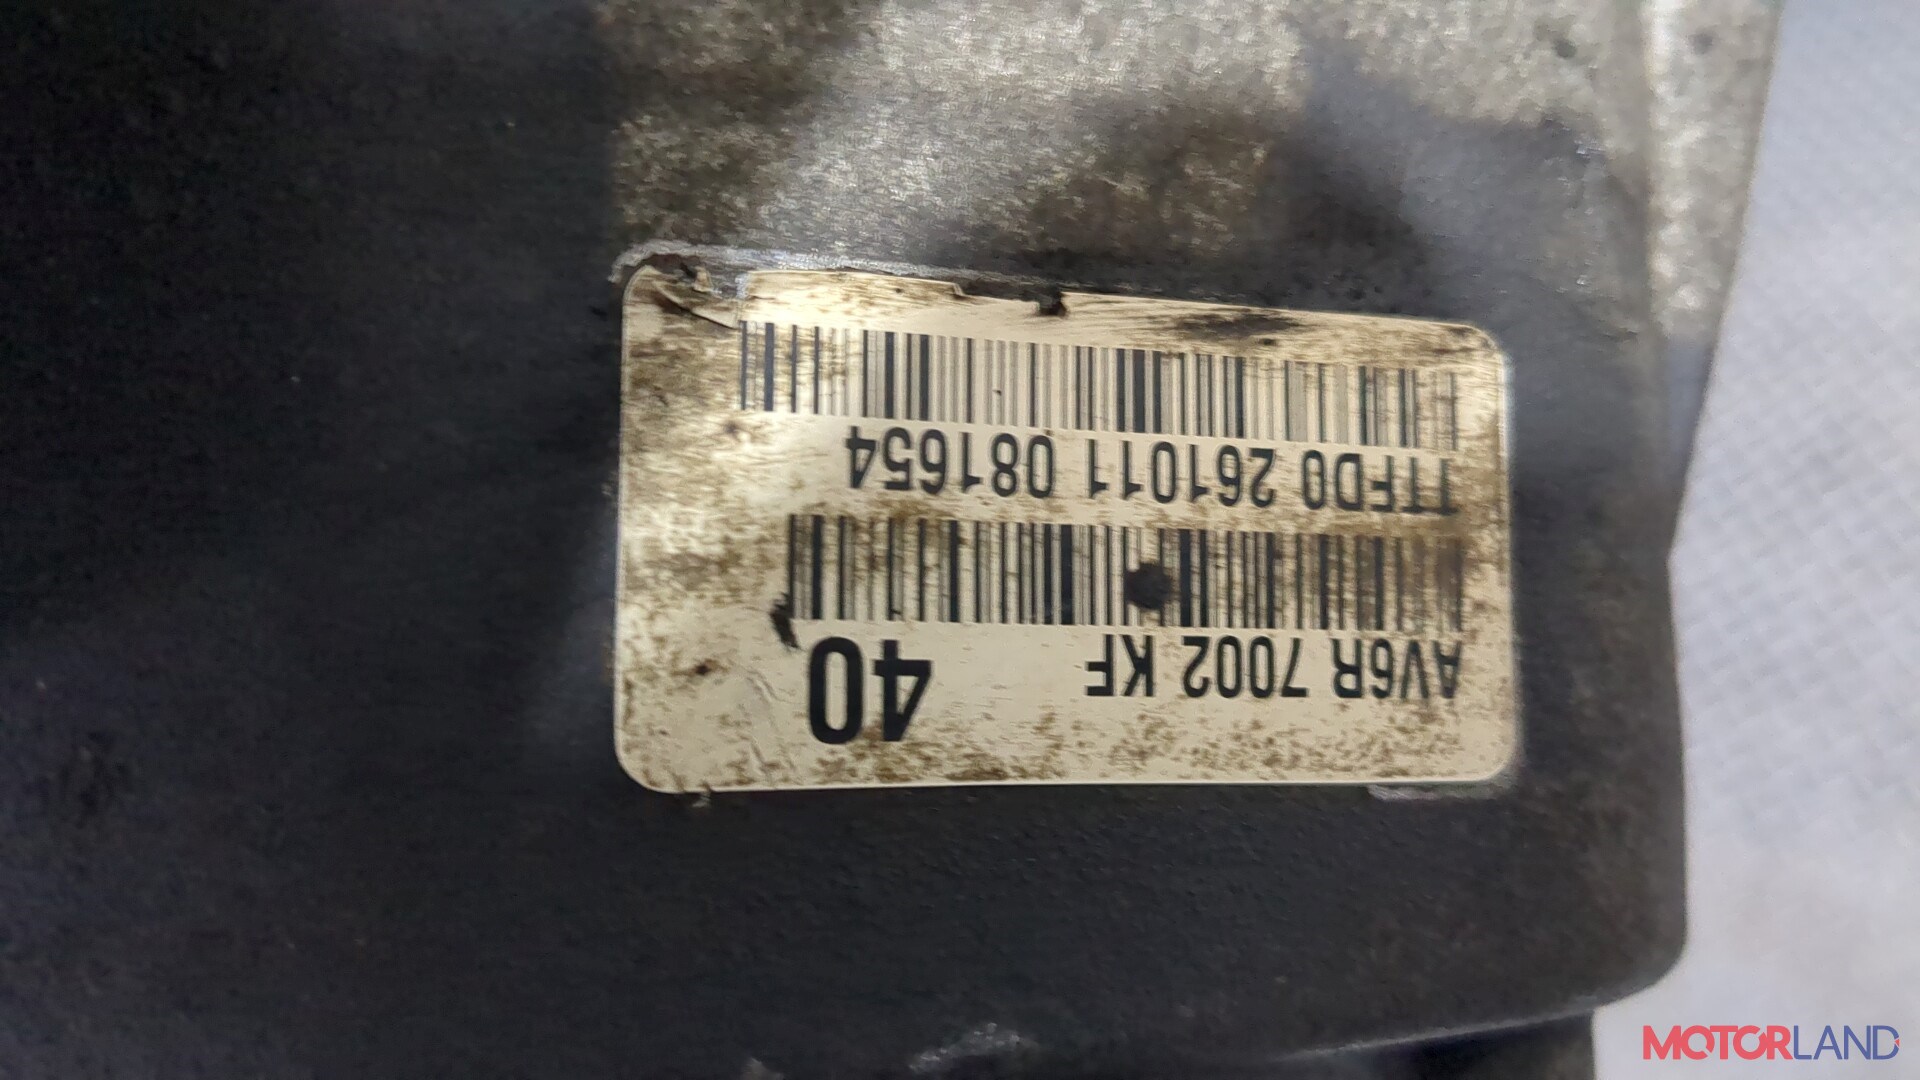 AV6R 7002 KF 40
TTFD0 261011 081654
MOTORLAND